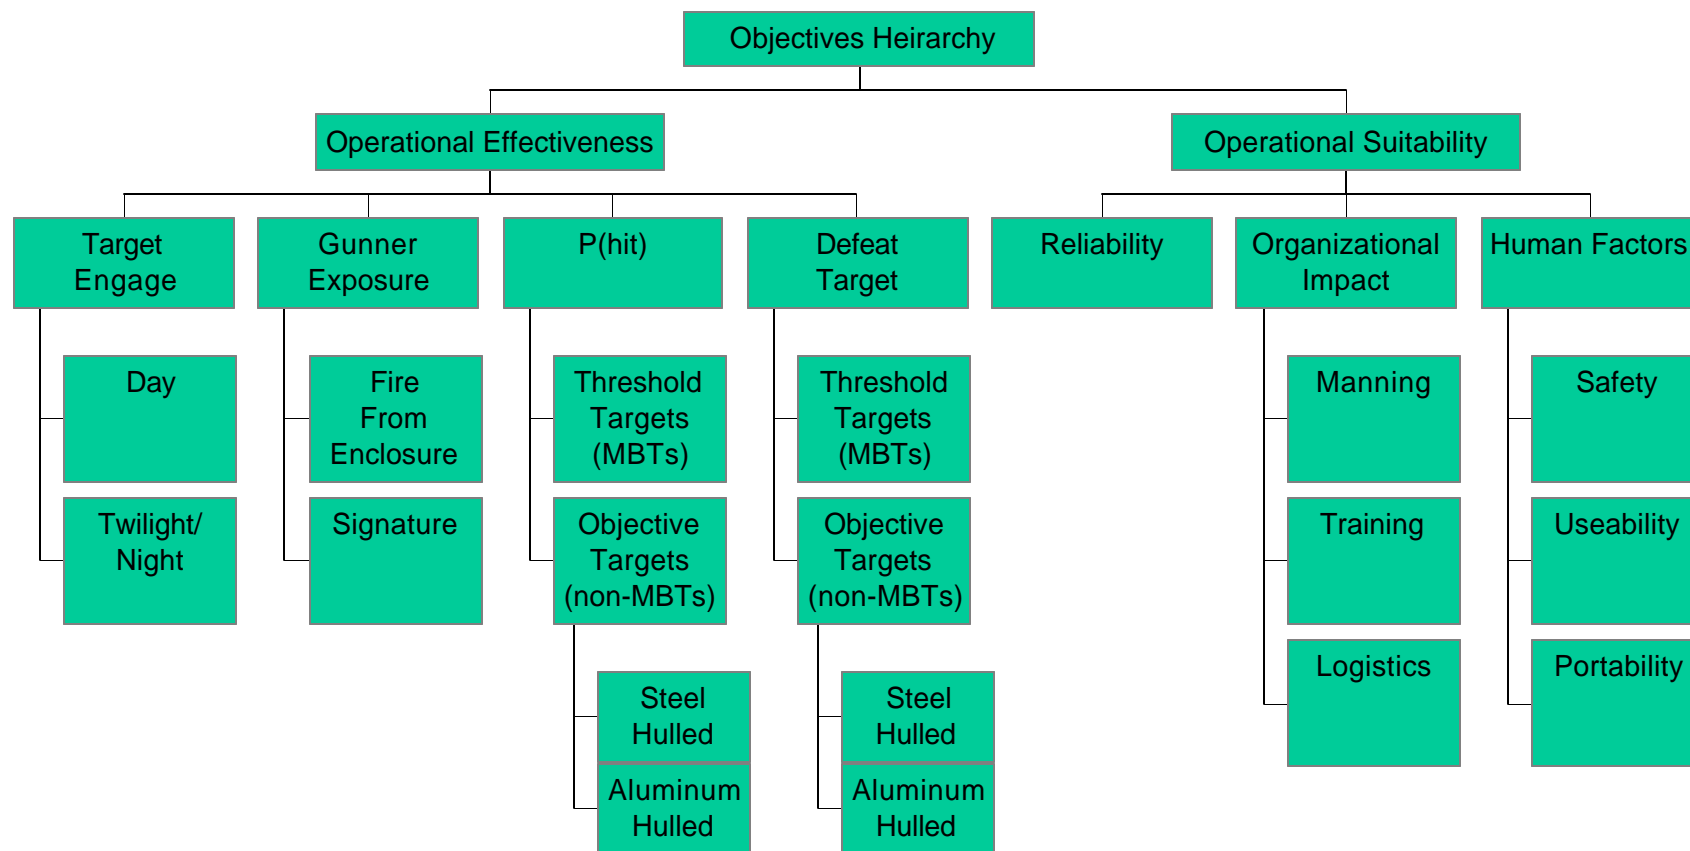 Objectives Heirarchy
Operational Effectiveness
Operational Suitability
Target
Engage
Gunner
Exposure
P(hit)
Defeat
Target
Reliability
Organizational
Impact
Human Factors
Day
Fire
From
Enclosure
Threshold
Targets
(MBTs)
Threshold
Targets
(MBTs)
Manning
Safety
Twilight/
Night
Signature
Objective
Targets
(non-MBTs)
Objective
Targets
(non-MBTs)
Training
Useability
Steel
Hulled
Steel
Hulled
Logistics
Portability
Aluminum
Hulled
Aluminum
Hulled